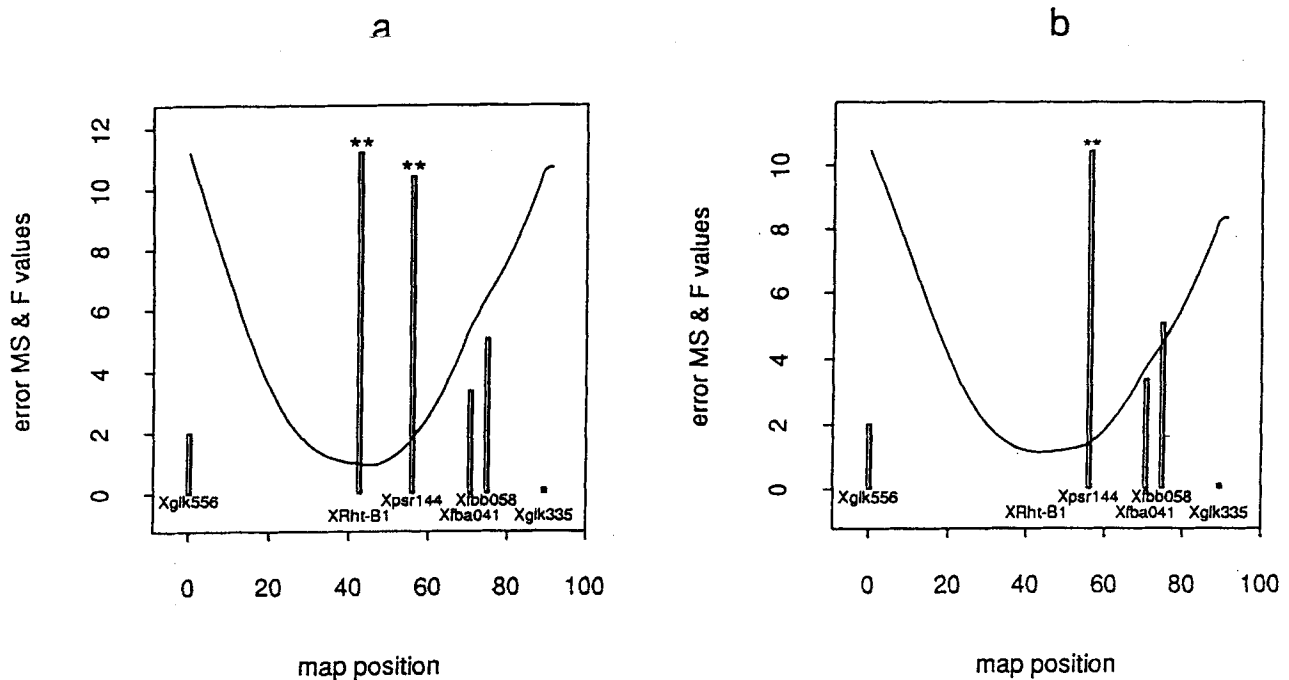 a
12
10
8
6
4
2
0
error MS & F values
**
**
Xglk556
XRht-B1
Xpsr144
Xfba041
Xfbb058
Xglk335
0 20 40 60 80 100
map position
b
10
8
6
4
2
0
error MS & F values
**
Xglk556
XRht-B1
Xpsr144
Xfba041
Xfbb058
Xglk335
0 20 40 60 80 100
map position